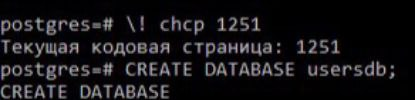 postgres=# \! chcp 1251
Текущая кодовая страница: 1251
postgres=# CREATE DATABASE usersdb;
CREATE DATABASE